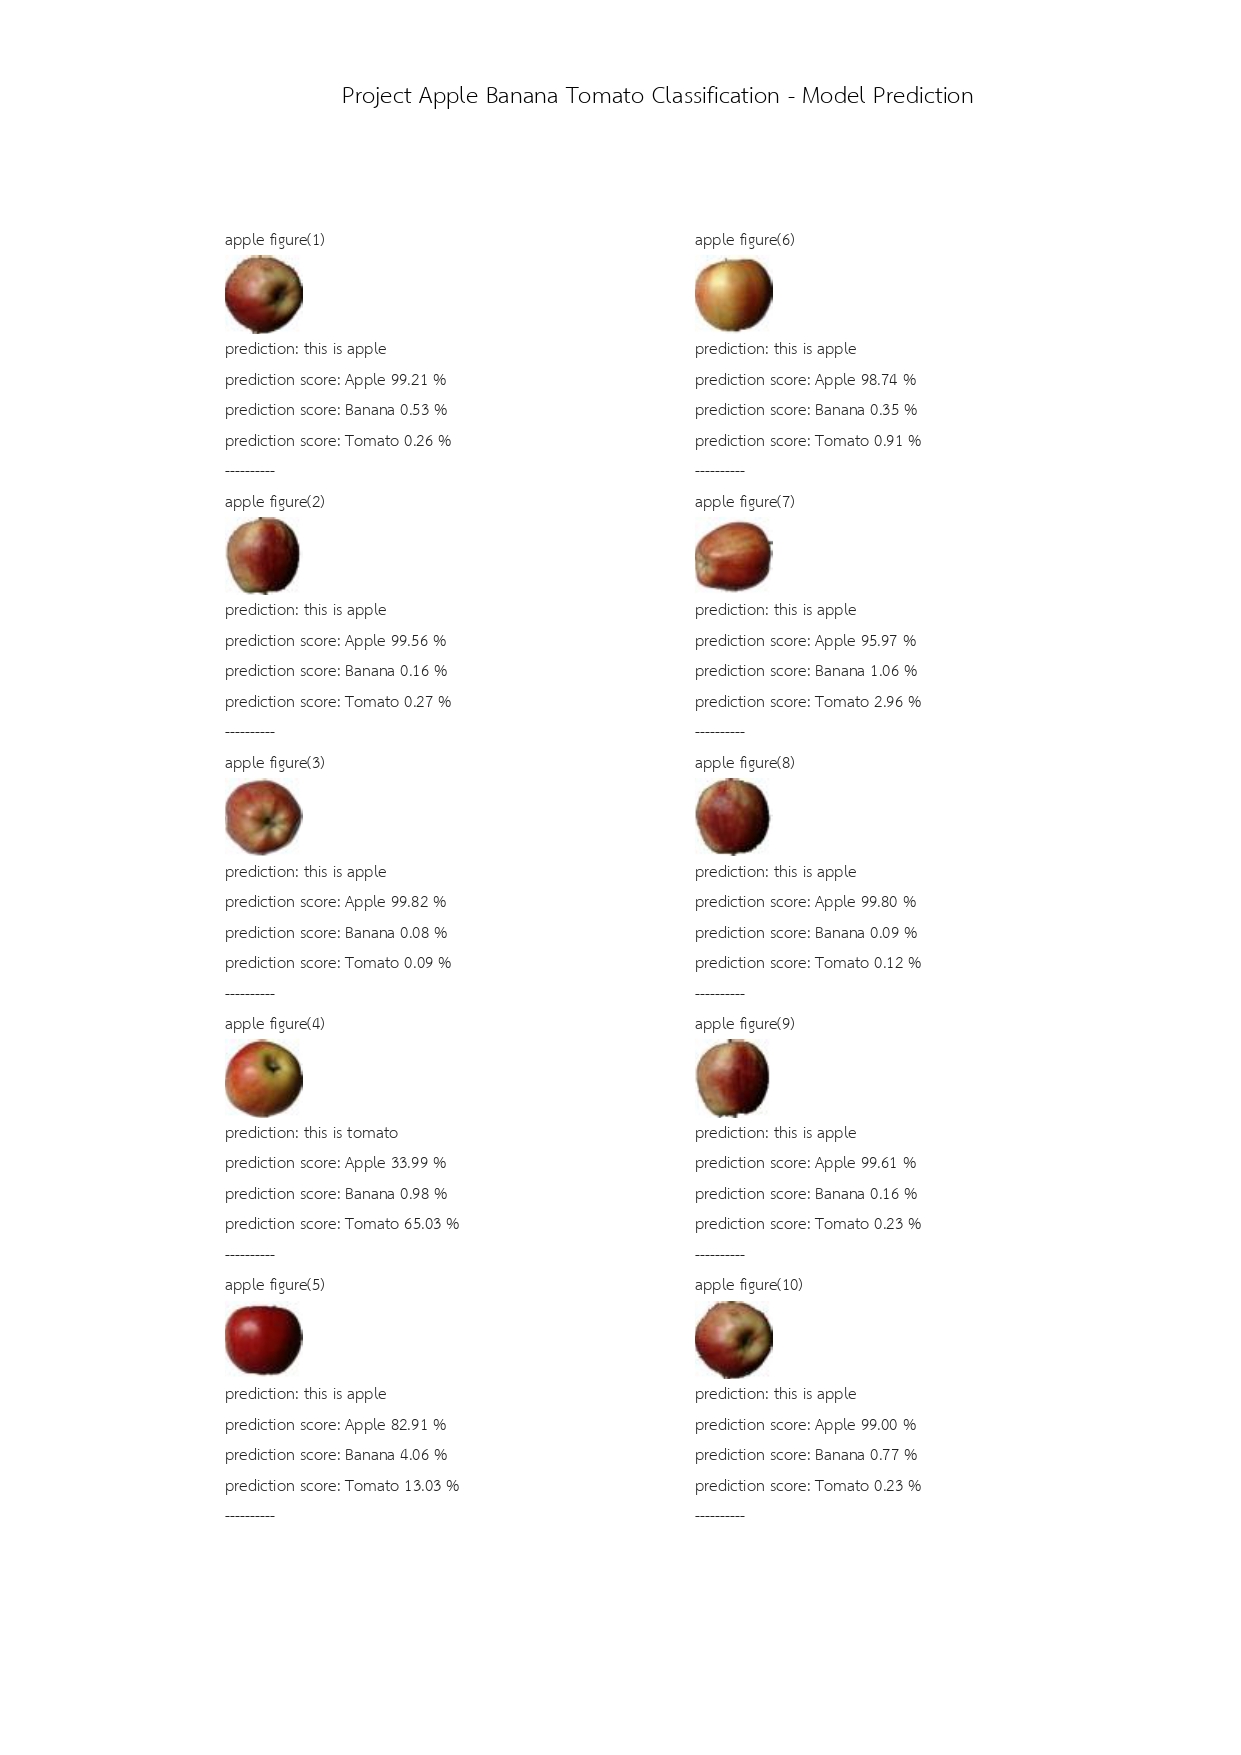 Project Apple Banana Tomato Classification - Model Prediction
apple figure(1)
prediction: this is apple
prediction score: Apple 99.21 %
prediction score: Banana 0.53 %
prediction score: Tomato 0.26 %
----------
apple figure(2)
prediction: this is apple
prediction score: Apple 99.56 %
prediction score: Banana 0.16 %
prediction score: Tomato 0.27 %
----------
apple figure(3)
prediction: this is apple
prediction score: Apple 99.82 %
prediction score: Banana 0.08 %
prediction score: Tomato 0.09 %
----------
apple figure(4)
prediction: this is tomato
prediction score: Apple 33.99 %
prediction score: Banana 0.98 %
prediction score: Tomato 65.03 %
----------
apple figure(5)
prediction: this is apple
prediction score: Apple 82.91 %
prediction score: Banana 4.06 %
prediction score: Tomato 13.03 %
----------
apple figure(6)
prediction: this is apple
prediction score: Apple 98.74 %
prediction score: Banana 0.35 %
prediction score: Tomato 0.91 %
----------
apple figure(7)
prediction: this is apple
prediction score: Apple 95.97 %
prediction score: Banana 1.06 %
prediction score: Tomato 2.96 %
----------
apple figure(8)
prediction: this is apple
prediction score: Apple 99.80 %
prediction score: Banana 0.09 %
prediction score: Tomato 0.12 %
----------
apple figure(9)
prediction: this is apple
prediction score: Apple 99.61 %
prediction score: Banana 0.16 %
prediction score: Tomato 0.23 %
----------
apple figure(10)
prediction: this is apple
prediction score: Apple 99.00 %
prediction score: Banana 0.77 %
prediction score: Tomato 0.23 %
----------